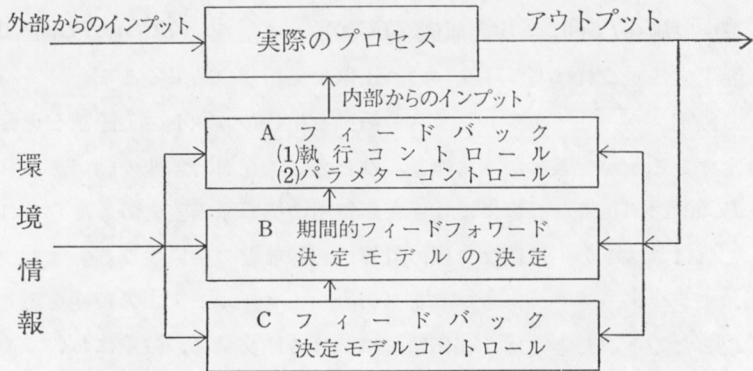 外部からのインプット
実際のプロセス
アウトプット
内部からのインプット
A フィードバック
(1)執行コントロール
(2)パラメターコントロール
環境情報
B 期間的フィードフォワード
決定モデルの決定
C フィードバック
決定モデルコントロール